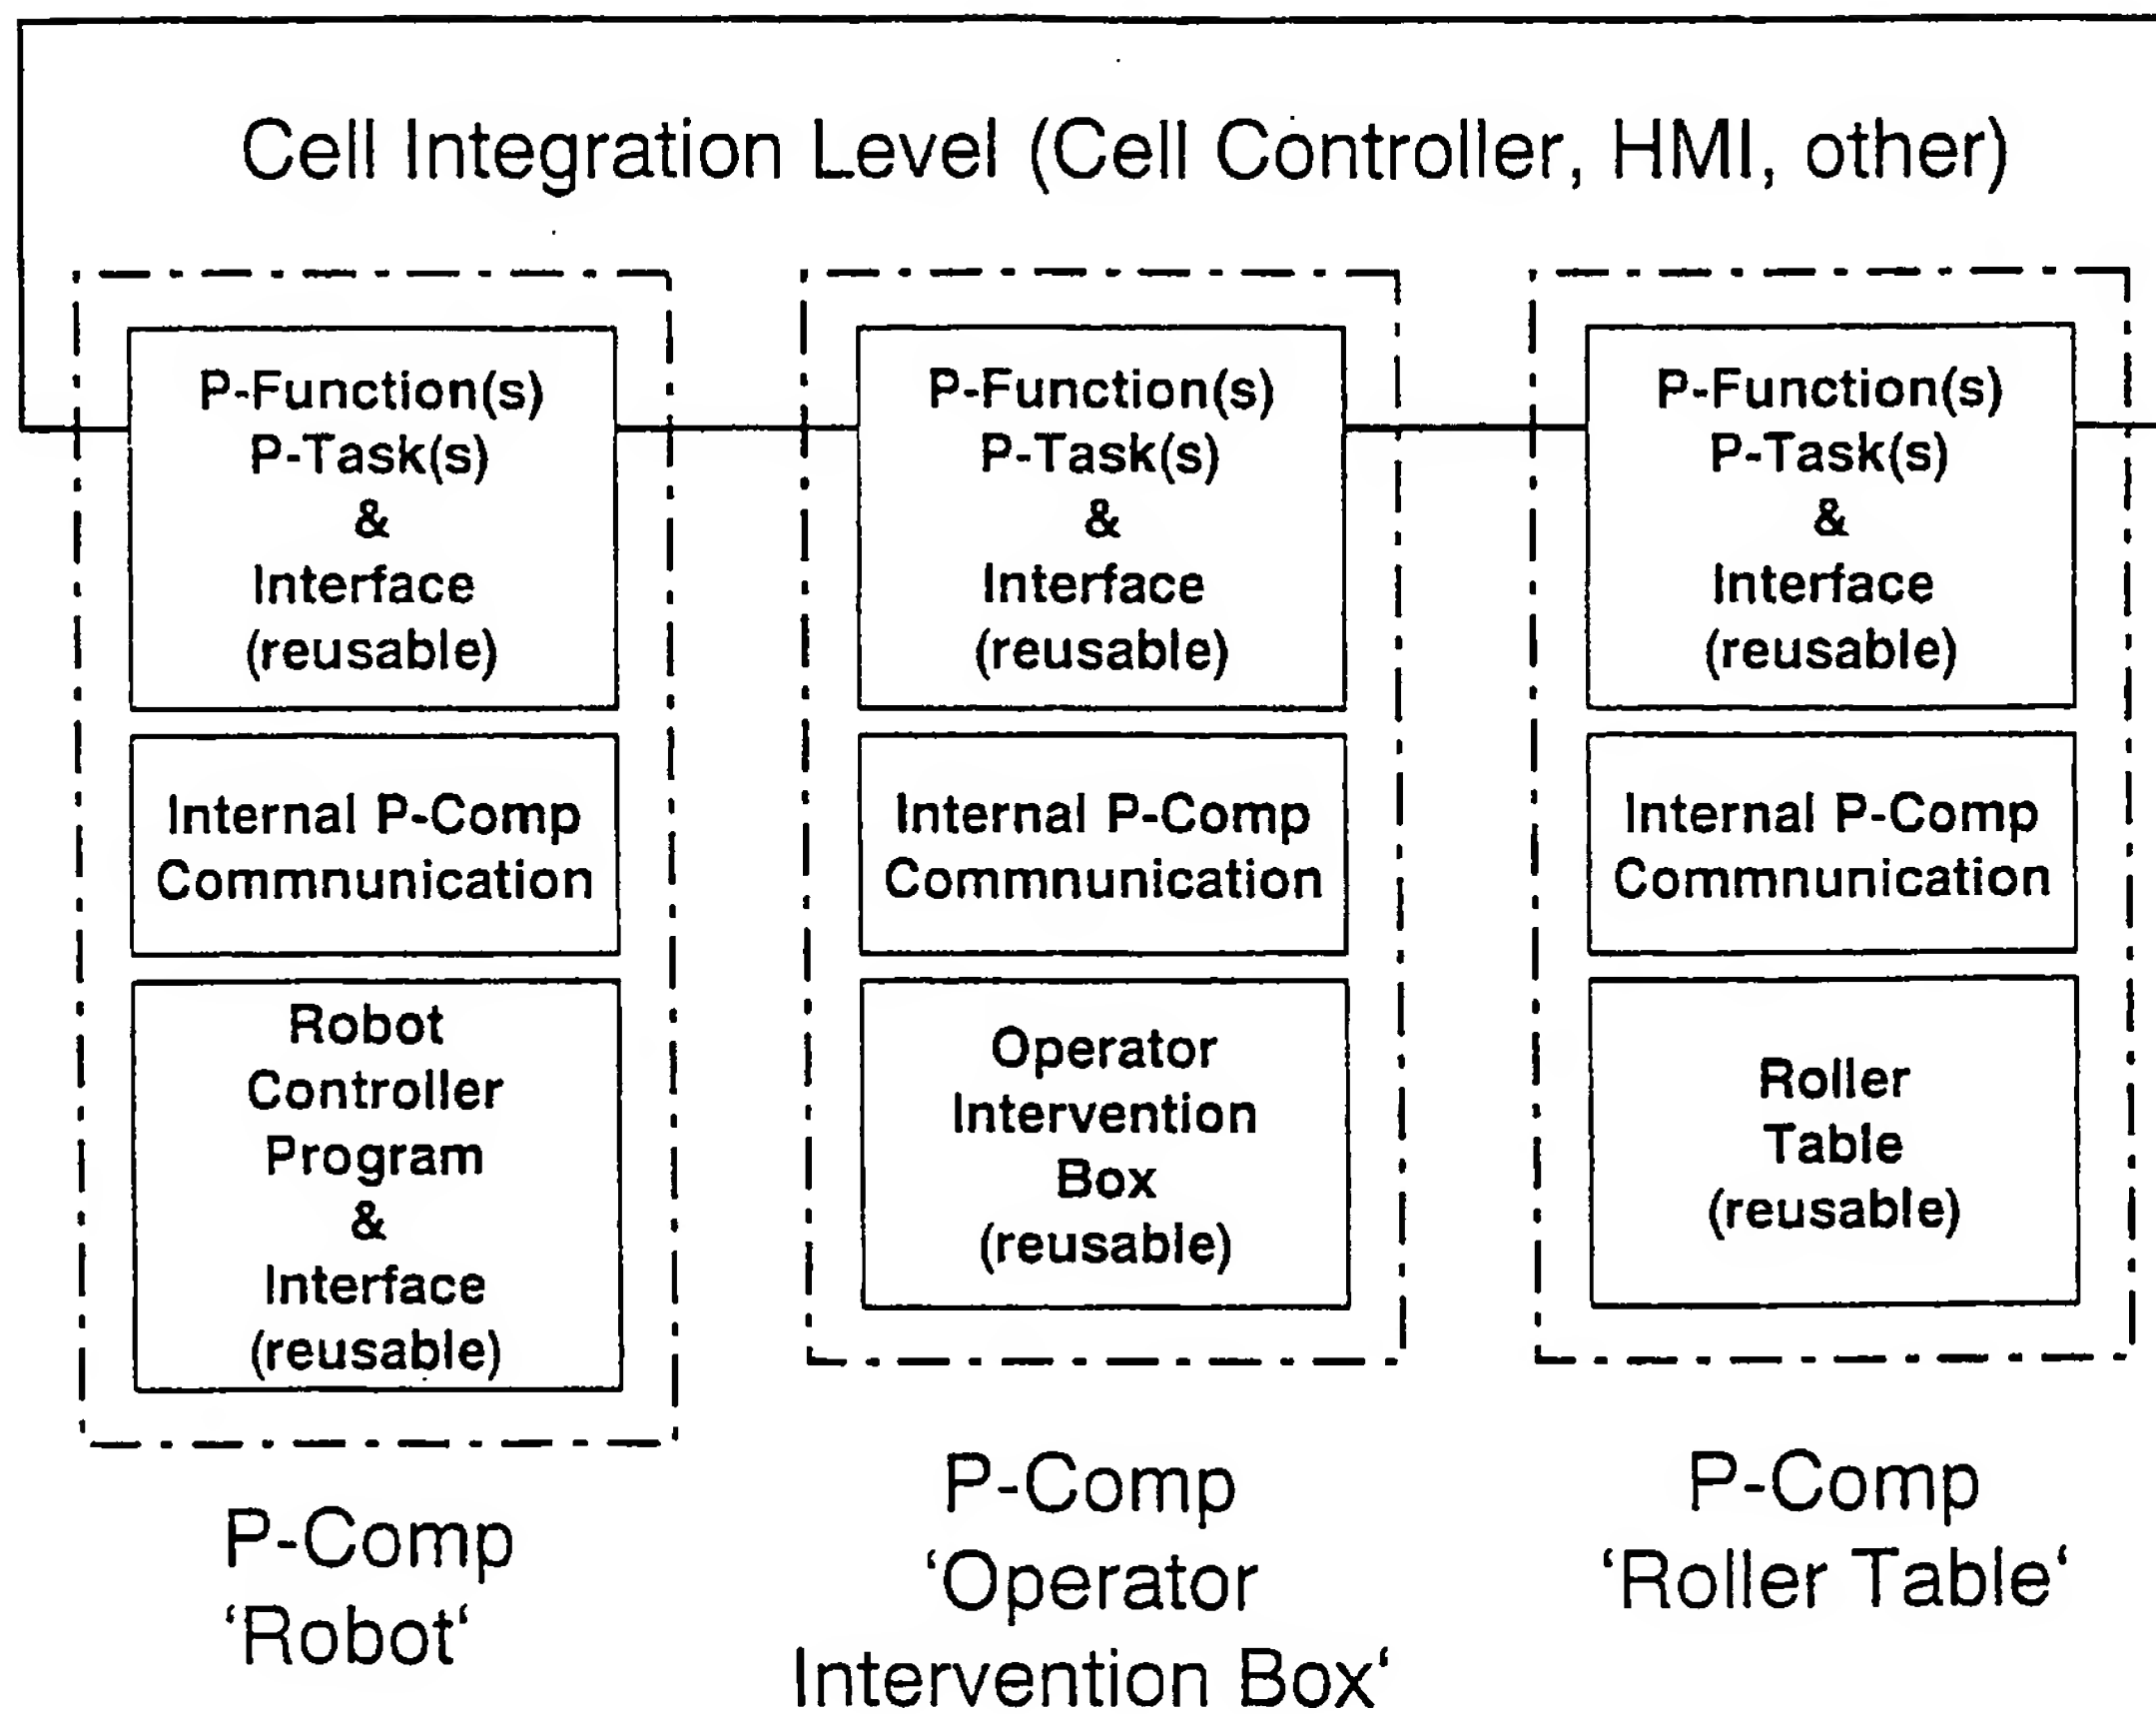 Cell Integration Level (Cell Controller, HMI, other)
P-Function(s)
P-Task(s)
&
Interface
(reusable)
Internal P-Comp
Commnunication
Robot
Controller
Program
&
Interface
(reusable)
P-Comp
‘Robot‘
P-Function(s)
P-Task(s)
&
Interface
(reusable)
Internal P-Comp
Commnunication
Operator
Intervention
Box
(reusable)
P-Comp
‘Operator
Intervention Box‘
P-Function(s)
P-Task(s)
&
Interface
(reusable)
Internal P-Comp
Commnunication
Roller
Table
(reusable)
P-Comp
‘Roller Table‘